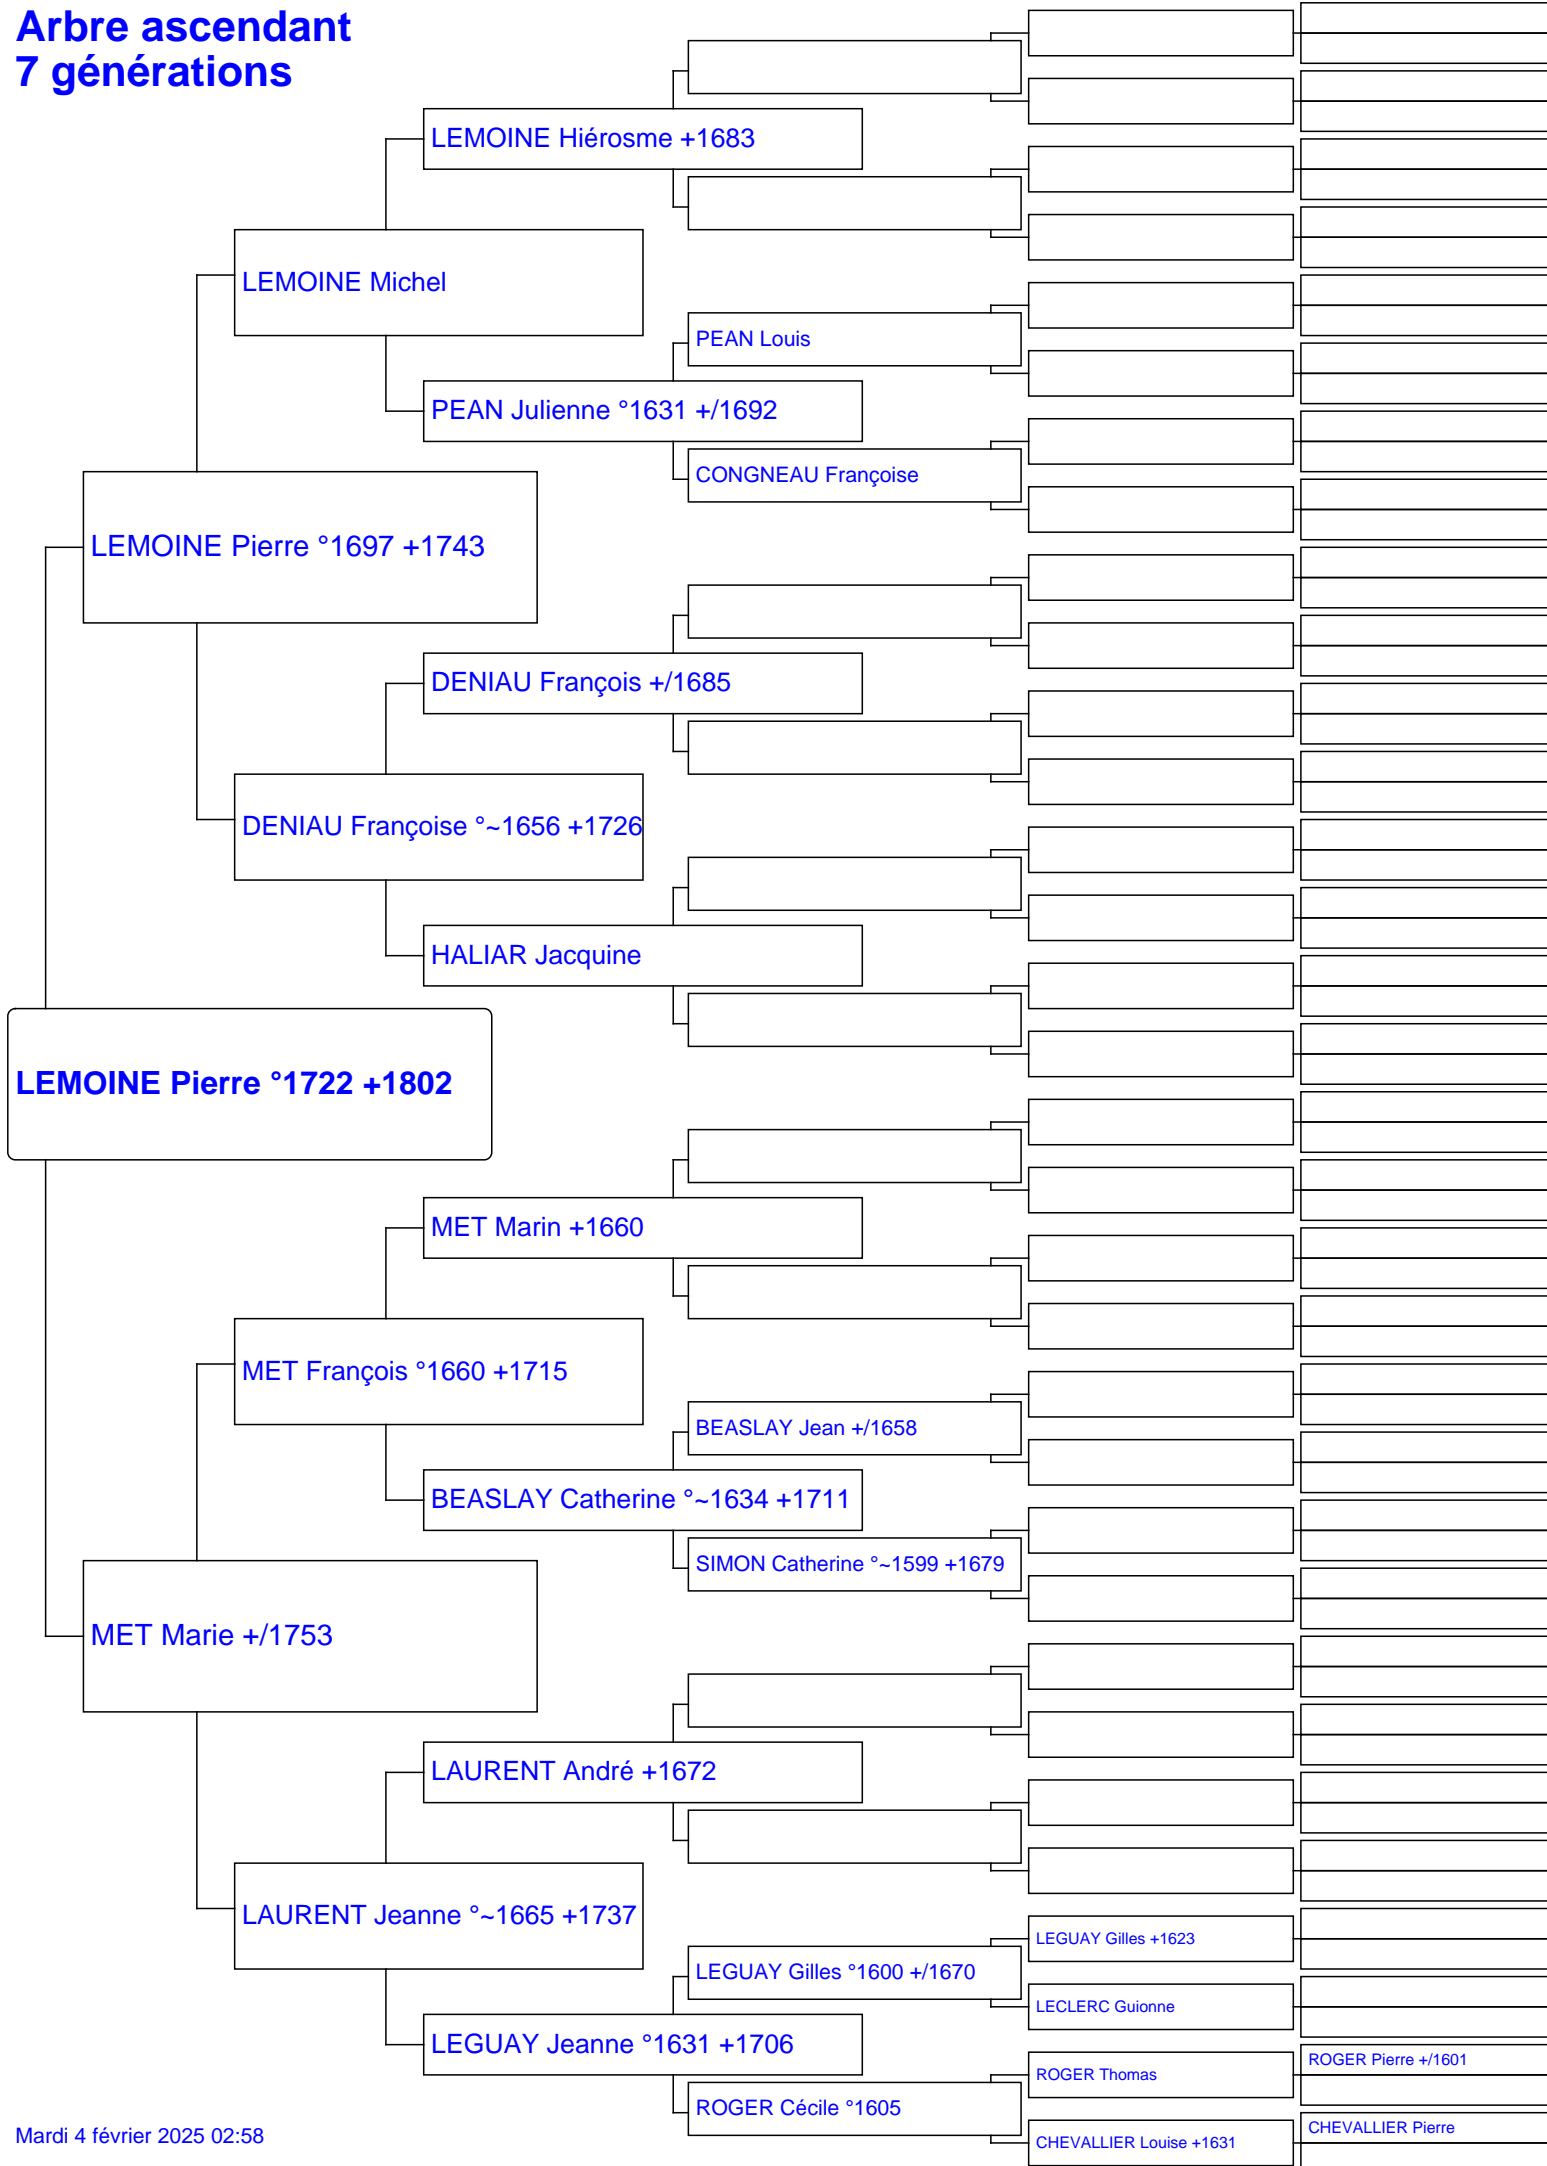 Arbre ascendant
7 générations
LEMOINE Hiérosme +1683
LEMOINE Michel
PEAN Louis
PEAN Julienne °1631 +/1692
CONGNEAU Françoise
LEMOINE Pierre °1697 +1743
DENIAU François +/1685
DENIAU Françoise °~1656 +1726
HALIAR Jacquine
LEMOINE Pierre °1722 +1802
MET Marin +1660
MET François °1660 +1715
BEASLAY Jean +/1658
BEASLAY Catherine °~1634 +1711
SIMON Catherine °~1599 +1679
MET Marie +/1753
LAURENT André +1672
LAURENT Jeanne °~1665 +1737
LEGUAY Gilles +1623
LEGUAY Gilles °1600 +/1670
LECLERC Guionne
LEGUAY Jeanne °1631 +1706
ROGER Pierre +/1601
ROGER Thomas
ROGER Cécile °1605
CHEVALLIER Pierre
CHEVALLIER Louise +1631
Mardi 4 février 2025 02:58